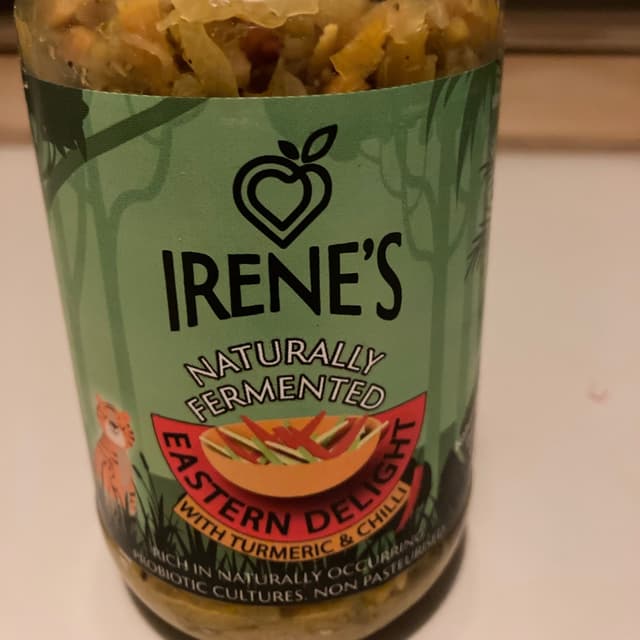 IRENE'S
NATURALLY
FERMENTED
EASTERN DELIGHT
WITH TURMERIC & CHILLI
RICH IN NATURALLY OCCURRING
PROBIOTIC CULTURES. NON PASTEURISED